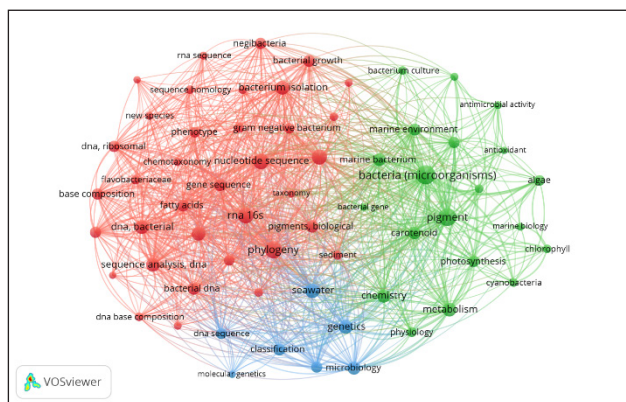 rna sequence
negibacteria
bacterial growth
bacterium culture
sequence homology
bacterium isolation
antimicrobial activity
new species
phenotype
gram negative bacterium
marine environment
dna, ribosomal
chemotaxonomy
nucleotide sequence
marine bacterium
antioxidant
flavobacteriaceae
gene sequence
bacteria (microorganisms)
algae
base composition
taxonomy
fatty acids
bacterial gene
rna 16s
pigment
dna, bacterial
pigments, biological
carotenoid
marine biology
phylogeny
sediment
chlorophyll
sequence analysis, dna
photosynthesis
cyanobacteria
bacterial dna
seawater
chemistry
metabolism
dna base composition
genetics
dna sequence
physiology
classification
molecular genetics
microbiology
VOSviewer